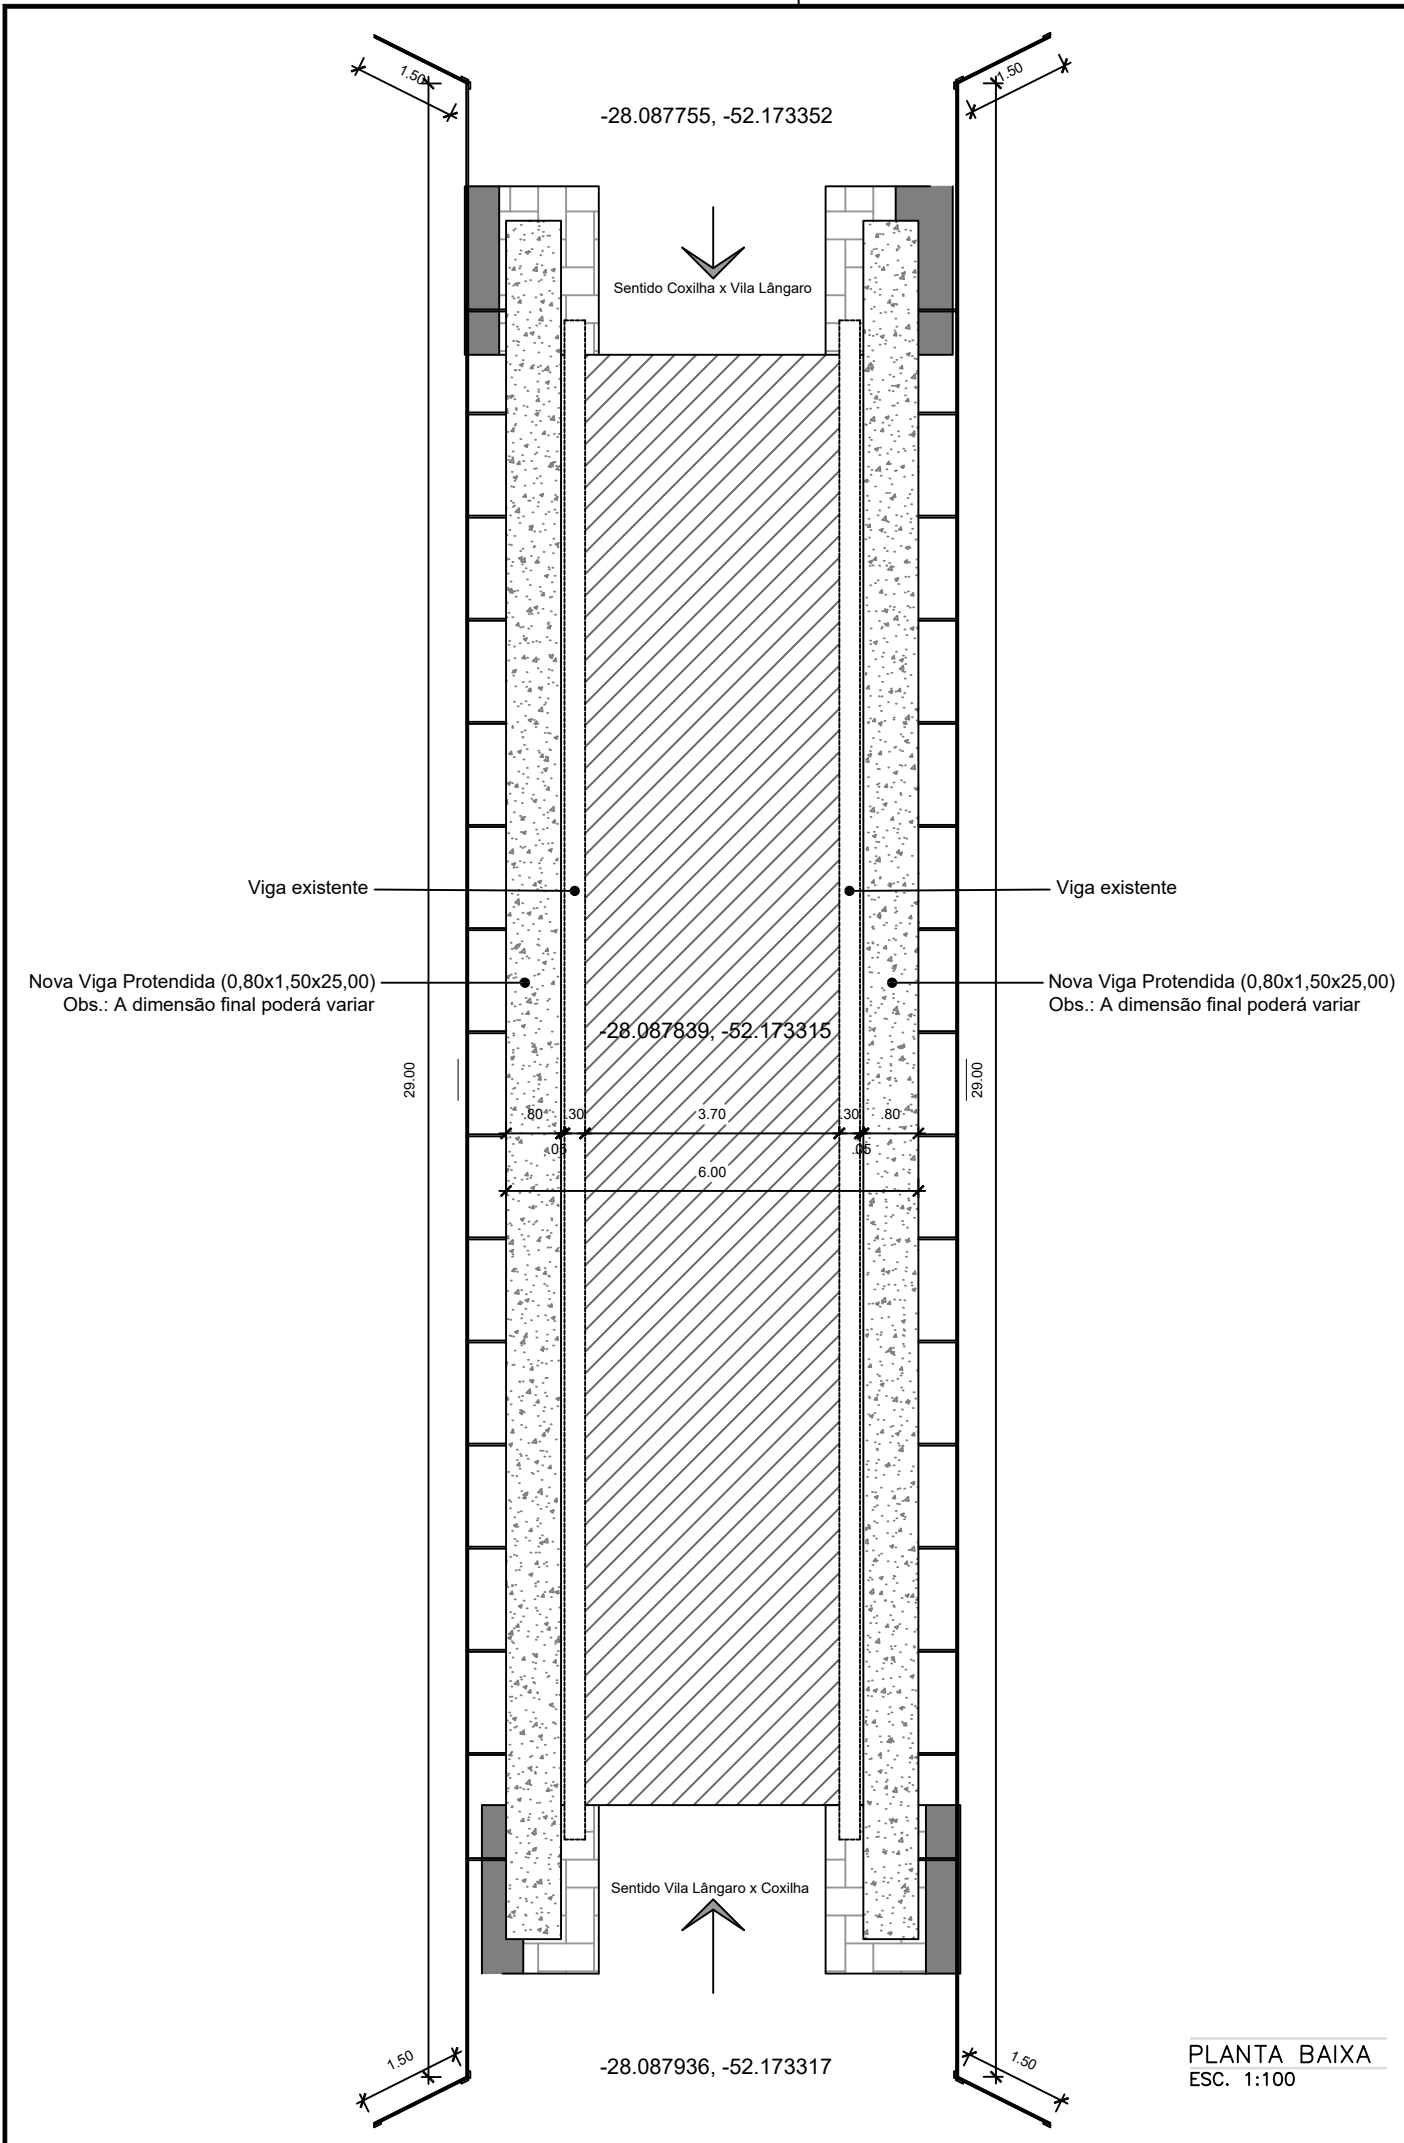 1.50
1.50
-28.087755, -52.173352
Sentido Coxilha x Vila Lângaro
Viga existente
Viga existente
Nova Viga Protendida (0,80x1,50x25,00)
Obs.: A dimensão final poderá variar
Nova Viga Protendida (0,80x1,50x25,00)
Obs.: A dimensão final poderá variar
-28.087839, -52.173315
29.00
29.00
.80
.30
3.70
.30
.80
.05
.05
6.00
Sentido Vila Lângaro x Coxilha
1.50
1.50
-28.087936, -52.173317
PLANTA BAIXA
ESC. 1:100